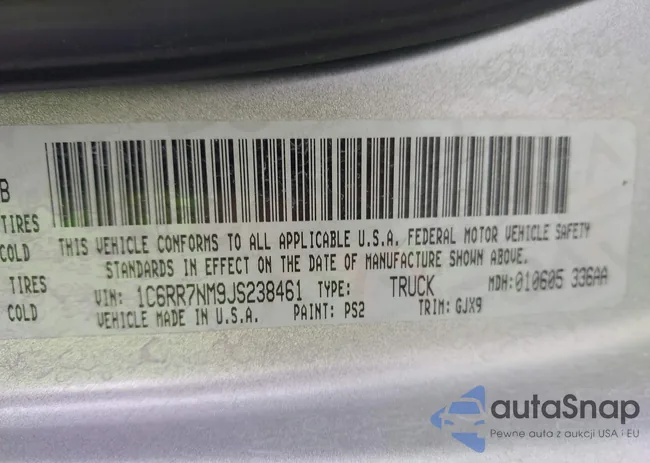 B
TIRES
COLD
THIS VEHICLE CONFORMS TO ALL APPLICABLE U.S.A. FEDERAL MOTOR VEHICLE SAFETY
STANDARDS IN EFFECT ON THE DATE OF MANUFACTURE SHOWN ABOVE.
TIRES
COLD
VIN: 1C6RR7NM9JS238461 TYPE: TRUCK MDH: 010605 336AA
VEHICLE MADE IN U.S.A. PAINT: PS2 TRIM: GJX9
autaSnap
Pewne auta z aukcji USA i EU